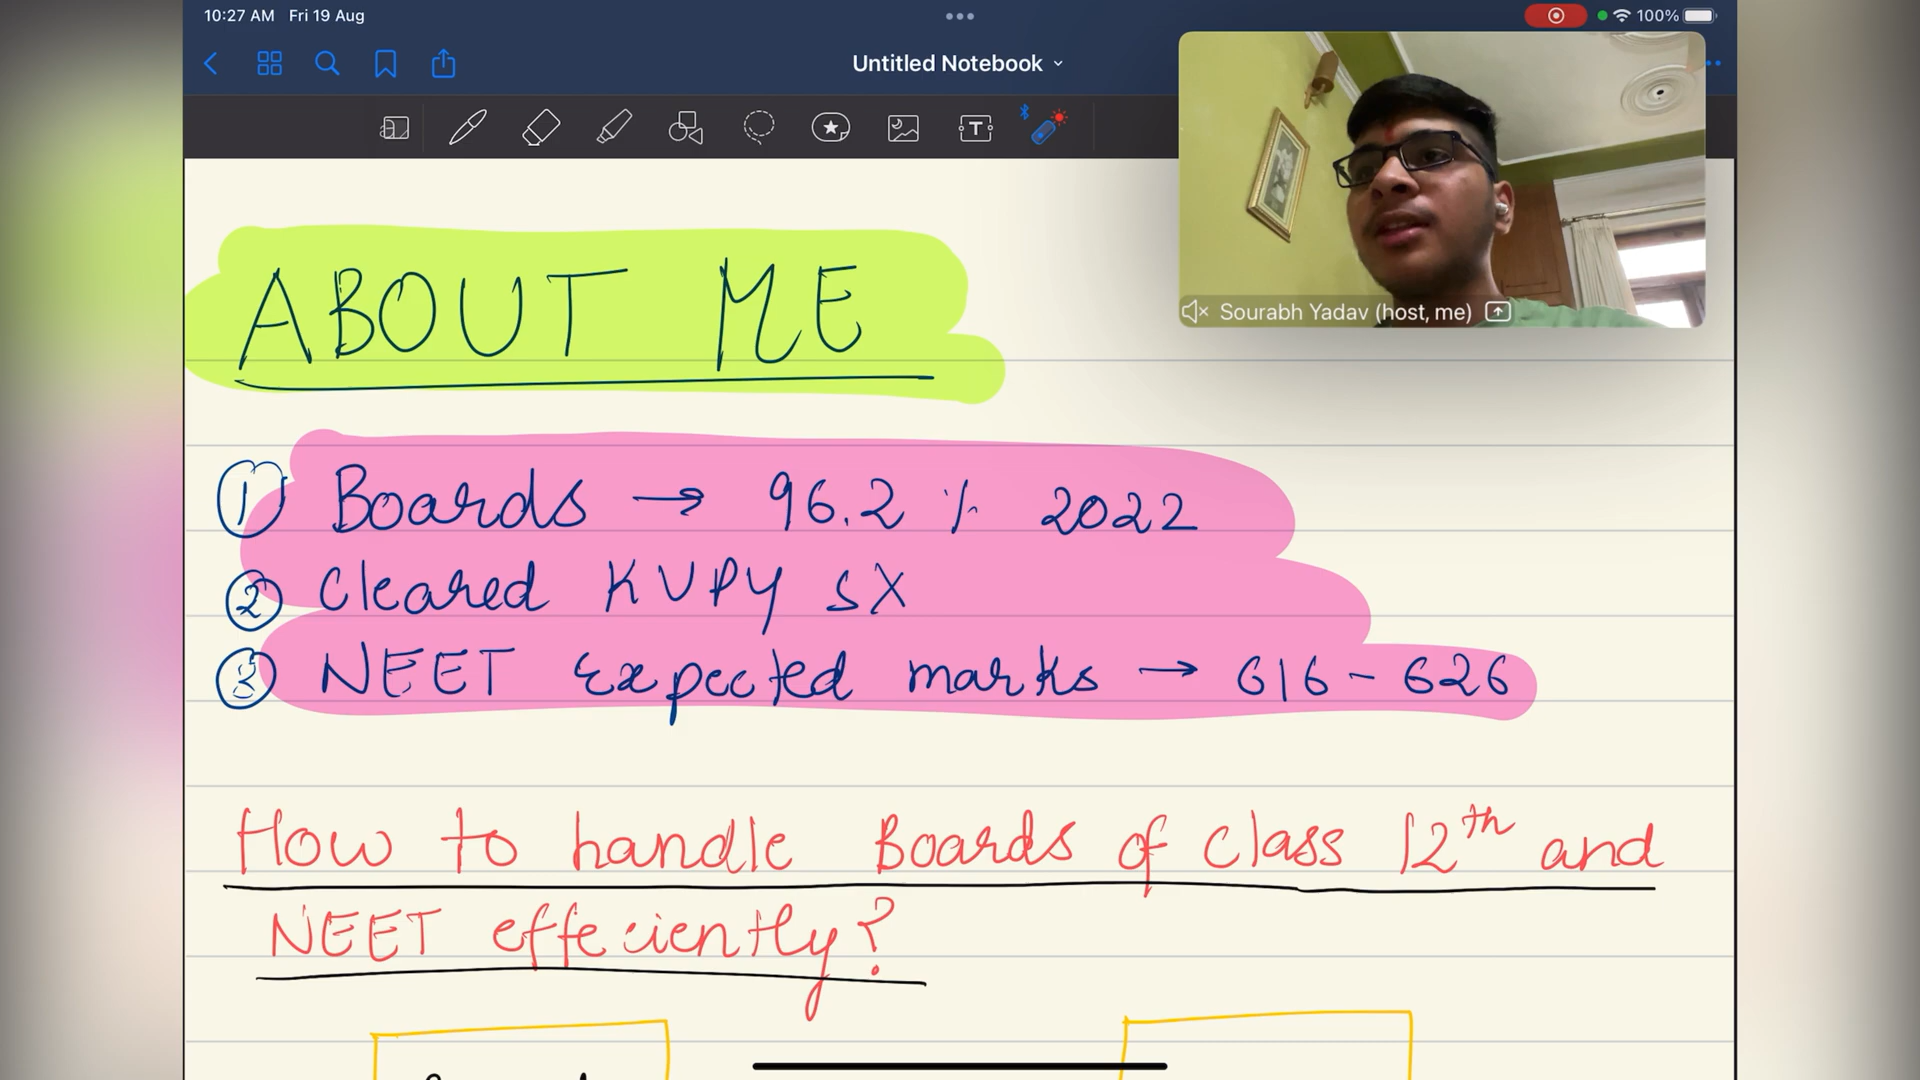 10:27 AM Fri 19 Aug
100%
Untitled Notebook
T
Sourabh Yadav (host, me)
ABOUT ME
1 Boards → 96.2 % 2022
2 Cleared KVPY SX
3 NEET Expected marks → 616 - 626
How to handle Boards of class 12th and
NEET effeciently?